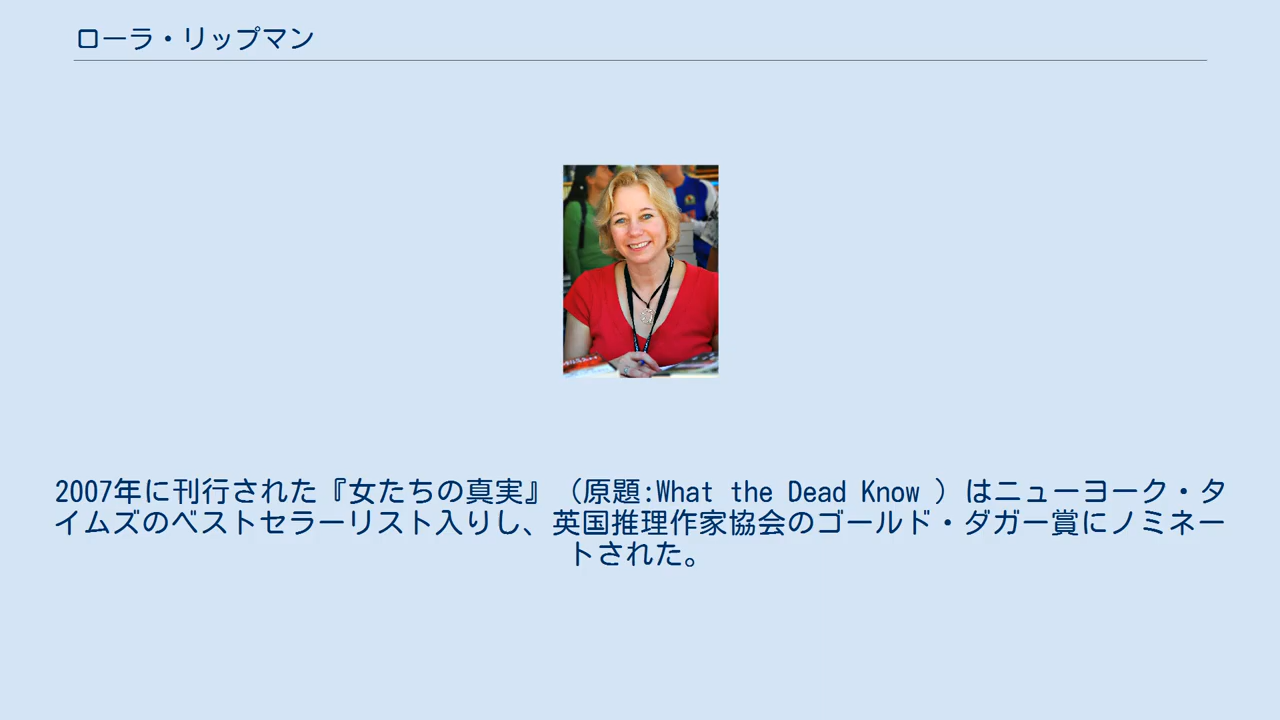 ローラ・リップマン
2007年に刊行された『女たちの真実』（原題:What the Dead Know ）はニューヨーク・タ
イムズのベストセラーリスト入りし、英国推理作家協会のゴールド・ダガー賞にノミネー
トされた。